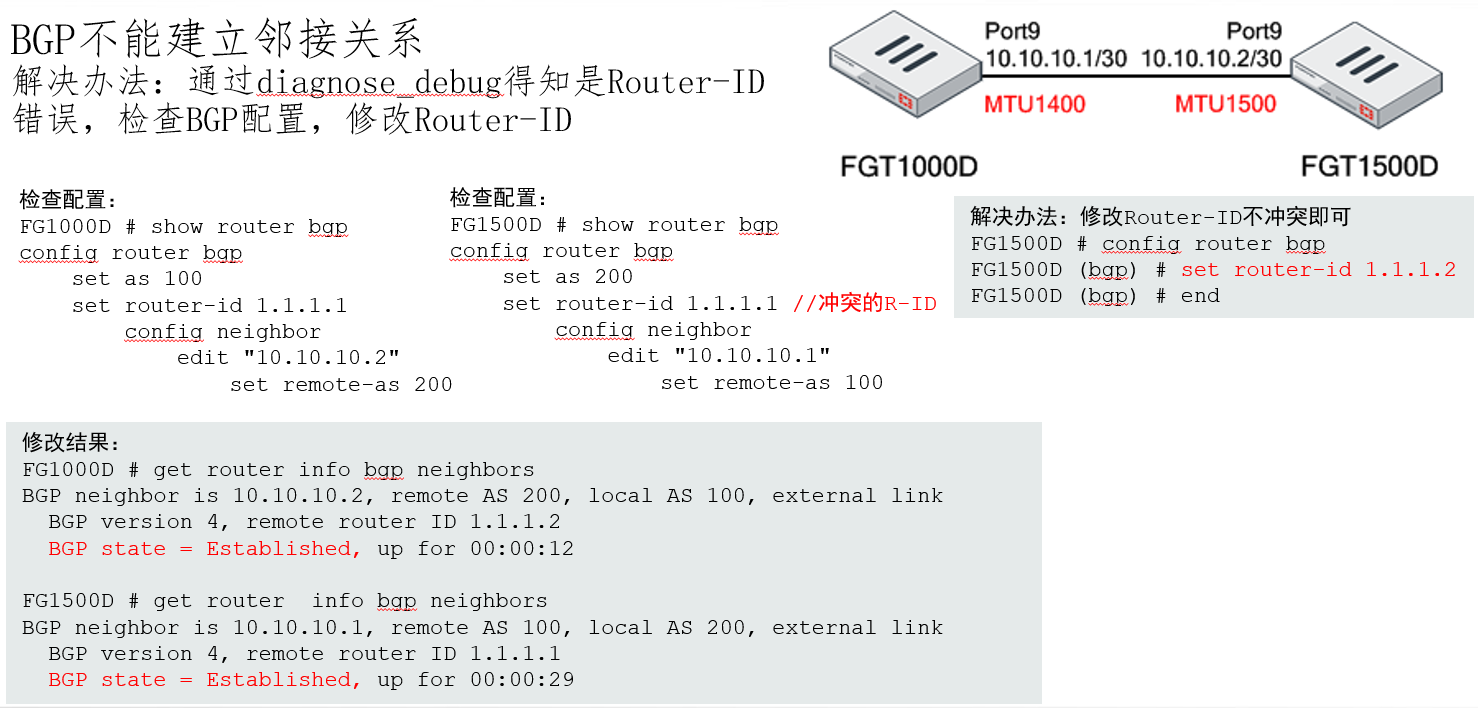 BGP不能建立邻接关系
解决办法：通过diagnose_debug得知是Router-ID
错误，检查BGP配置，修改Router-ID
Port9
10.10.10.1/30
MTU1400
Port9
10.10.10.2/30
MTU1500
FGT1000D
FGT1500D
检查配置：
FG1000D # show router bgp
config router bgp
    set as 100
    set router-id 1.1.1.1
        config neighbor
            edit "10.10.10.2"
                set remote-as 200
检查配置：
FG1500D # show router bgp
config router bgp
    set as 200
    set router-id 1.1.1.1 //冲突的R-ID
        config neighbor
            edit "10.10.10.1"
                set remote-as 100
解决办法：修改Router-ID不冲突即可
FG1500D # config router bgp
FG1500D (bgp) # set router-id 1.1.1.2
FG1500D (bgp) # end
修改结果：
FG1000D # get router info bgp neighbors
BGP neighbor is 10.10.10.2, remote AS 200, local AS 100, external link
  BGP version 4, remote router ID 1.1.1.2
  BGP state = Established, up for 00:00:12
FG1500D # get router  info bgp neighbors
BGP neighbor is 10.10.10.1, remote AS 100, local AS 200, external link
  BGP version 4, remote router ID 1.1.1.1
  BGP state = Established, up for 00:00:29